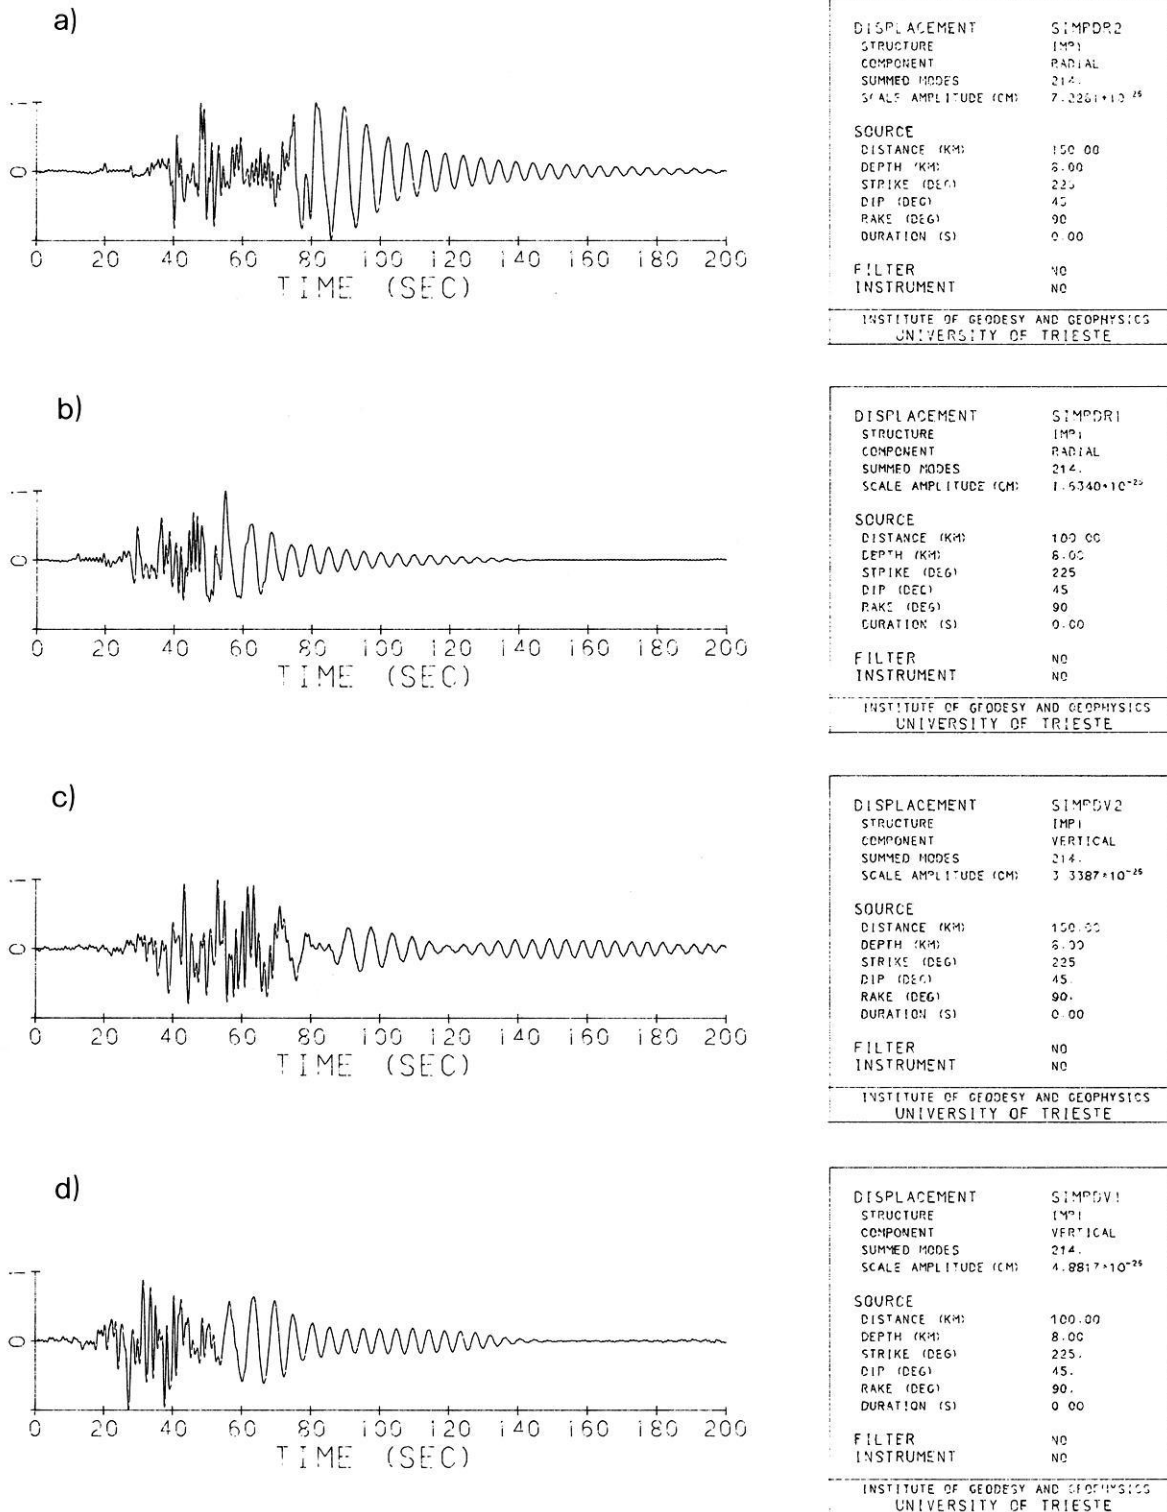 a)
0
0 20 40 60 80 100 120 140 160 180 200
TIME (SEC)
DISPLACEMENT SIMPDR2
STRUCTURE IMP1
COMPONENT RADIAL
SUMMED MODES 214.
SCALE AMPLITUDE (CM)
SOURCE
DISTANCE (KM) 150.00
DEPTH (KM)
STRIKE (DEG) 225
DIP (DEG) 45
RAKE (DEG) 90
DURATION (S) 0.00
FILTER NO
INSTRUMENT NO
INSTITUTE OF GEODESY AND GEOPHYSICS
UNIVERSITY OF TRIESTE
b)
0
0 20 40 60 80 100 120 140 160 180 200
TIME (SEC)
DISPLACEMENT SIMPDR1
STRUCTURE IMP1
COMPONENT RADIAL
SUMMED MODES 214.
SCALE AMPLITUDE (CM)
SOURCE
DISTANCE (KM) 100.00
DEPTH (KM)
STRIKE (DEG) 225
DIP (DEG) 45
RAKE (DEG) 90
DURATION (S) 0.00
FILTER NO
INSTRUMENT NO
INSTITUTE OF GEODESY AND GEOPHYSICS
UNIVERSITY OF TRIESTE
c)
0
0 20 40 60 80 100 120 140 160 180 200
TIME (SEC)
DISPLACEMENT SIMPDV2
STRUCTURE IMP1
COMPONENT VERTICAL
SUMMED MODES 214.
SCALE AMPLITUDE (CM) 3.3387*10⁻²⁶
SOURCE
DISTANCE (KM) 150.00
DEPTH (KM)
STRIKE (DEG) 225
DIP (DEG) 45.
RAKE (DEG) 90.
DURATION (S) 0.00
FILTER NO
INSTRUMENT NO
INSTITUTE OF GEODESY AND GEOPHYSICS
UNIVERSITY OF TRIESTE
d)
0
0 20 40 60 80 100 120 140 160 180 200
TIME (SEC)
DISPLACEMENT SIMPDV1
STRUCTURE IMP1
COMPONENT VERTICAL
SUMMED MODES 214.
SCALE AMPLITUDE (CM) 4.8817*10⁻²⁶
SOURCE
DISTANCE (KM) 100.00
DEPTH (KM) 8.00
STRIKE (DEG) 225.
DIP (DEG) 45.
RAKE (DEG) 90.
DURATION (S) 0.00
FILTER NO
INSTRUMENT NO
INSTITUTE OF GEODESY AND GEOPHYSICS
UNIVERSITY OF TRIESTE